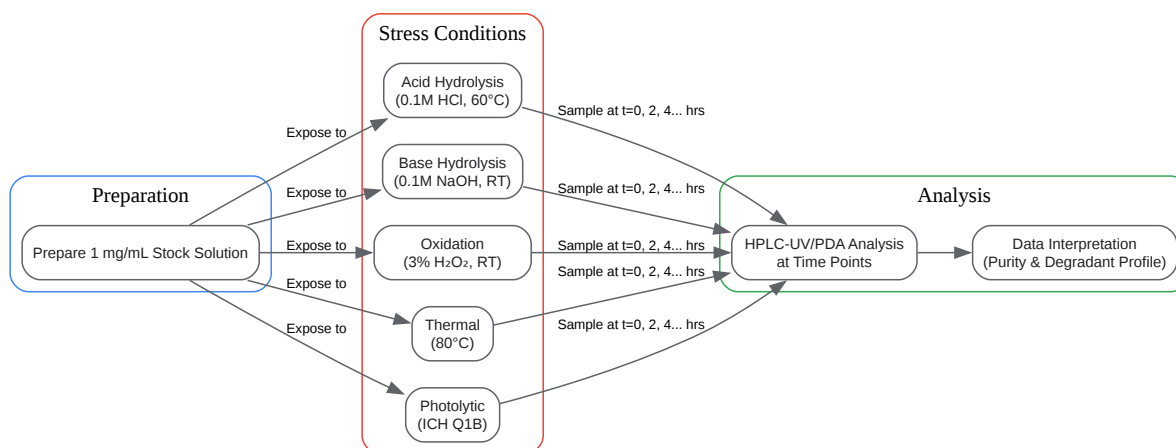 Stress Conditions
Acid Hydrolysis
(0.1M HCl, 60°C)
Sample at t=0, 2, 4... hrs
Expose to
Base Hydrolysis
(0.1M NaOH, RT)
Sample at t=0, 2, 4... hrs
Expose to
Preparation
Analysis
Prepare 1 mg/mL Stock Solution
Expose to
Oxidation
(3% H₂O₂, RT)
Sample at t=0, 2, 4... hrs
HPLC-UV/PDA Analysis
at Time Points
Data Interpretation
(Purity & Degradant Profile)
Expose to
Sample at t=0, 2, 4... hrs
Thermal
(80°C)
Expose to
Sample at t=0, 2, 4... hrs
Photolytic
(ICH Q1B)